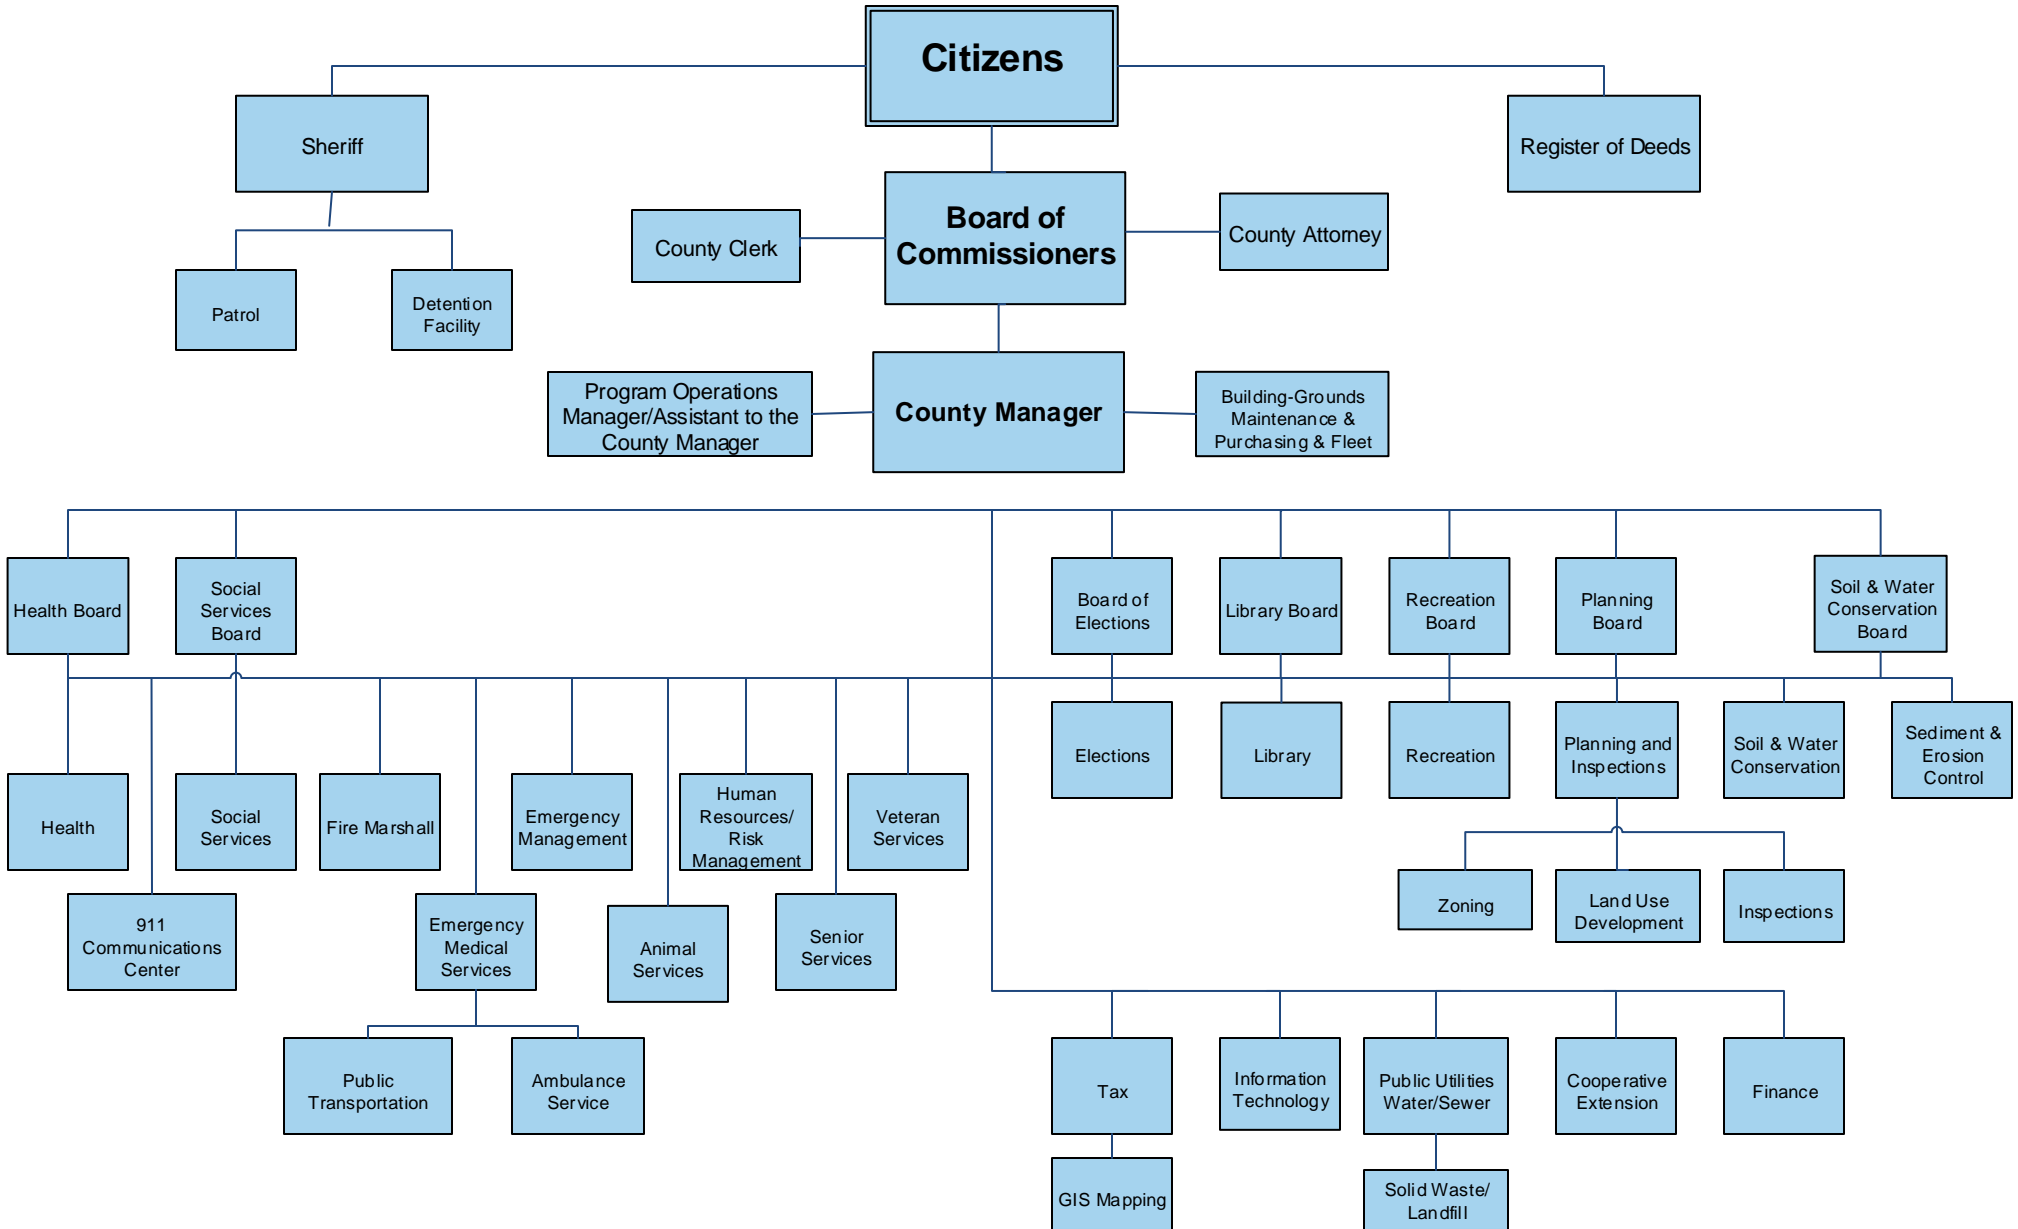 Citizens
Sheriff
Register of Deeds
Board of
Commissioners
County Clerk
County Attorney
Patrol
Detention
Facility
Program Operations
Manager/Assistant to the
County Manager
County Manager
Building-Grounds
Maintenance &
Purchasing & Fleet
Health Board
Social
Services
Board
Board of
Elections
Library Board
Recreation
Board
Planning
Board
Soil & Water
Conservation
Board
Elections
Library
Recreation
Planning and
Inspections
Soil & Water
Conservation
Sediment &
Erosion
Control
Health
Social
Services
Fire Marshall
Emergency
Management
Human
Resources/
Risk
Management
Veteran
Services
911
Communications
Center
Emergency
Medical
Services
Animal
Services
Senior
Services
Zoning
Land Use
Development
Inspections
Public
Transportation
Ambulance
Service
Tax
Information
Technology
Public Utilities
Water/Sewer
Cooperative
Extension
Finance
GIS Mapping
Solid Waste/
Landfill